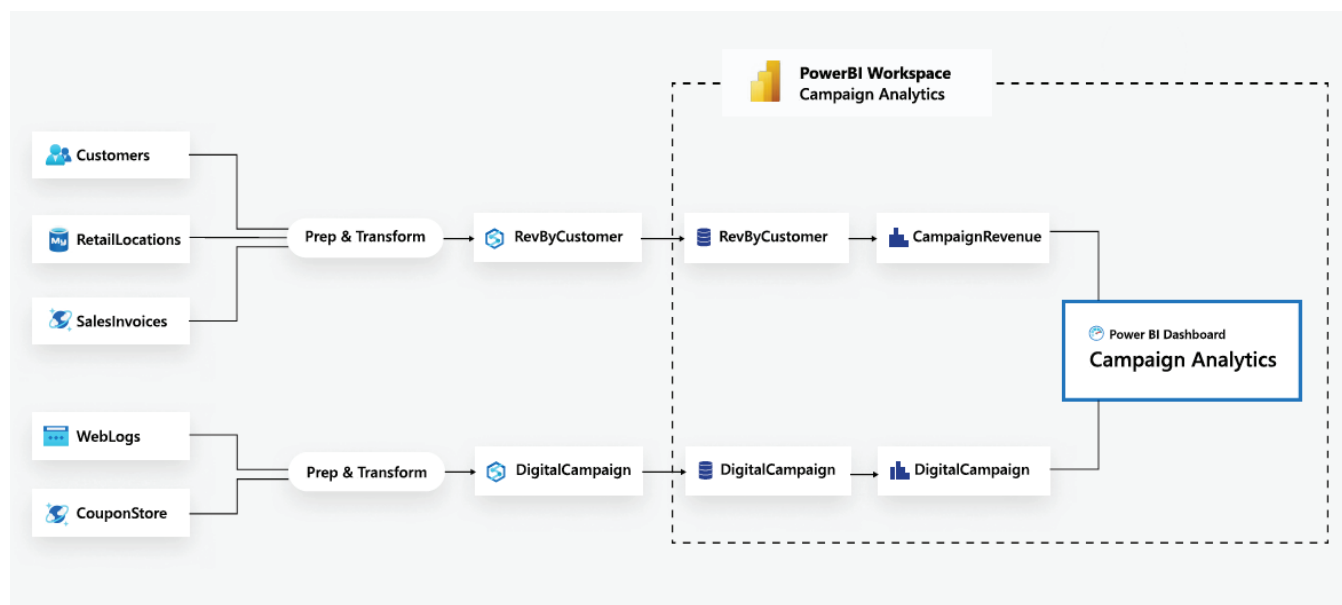 PowerBI Workspace
Campaign Analytics
Customers
RetailLocations
SalesInvoices
Prep & Transform
My
RevByCustomer
RevByCustomer
CampaignRevenue
Power BI Dashboard
Campaign Analytics
WebLogs
CouponStore
Prep & Transform
DigitalCampaign
DigitalCampaign
DigitalCampaign